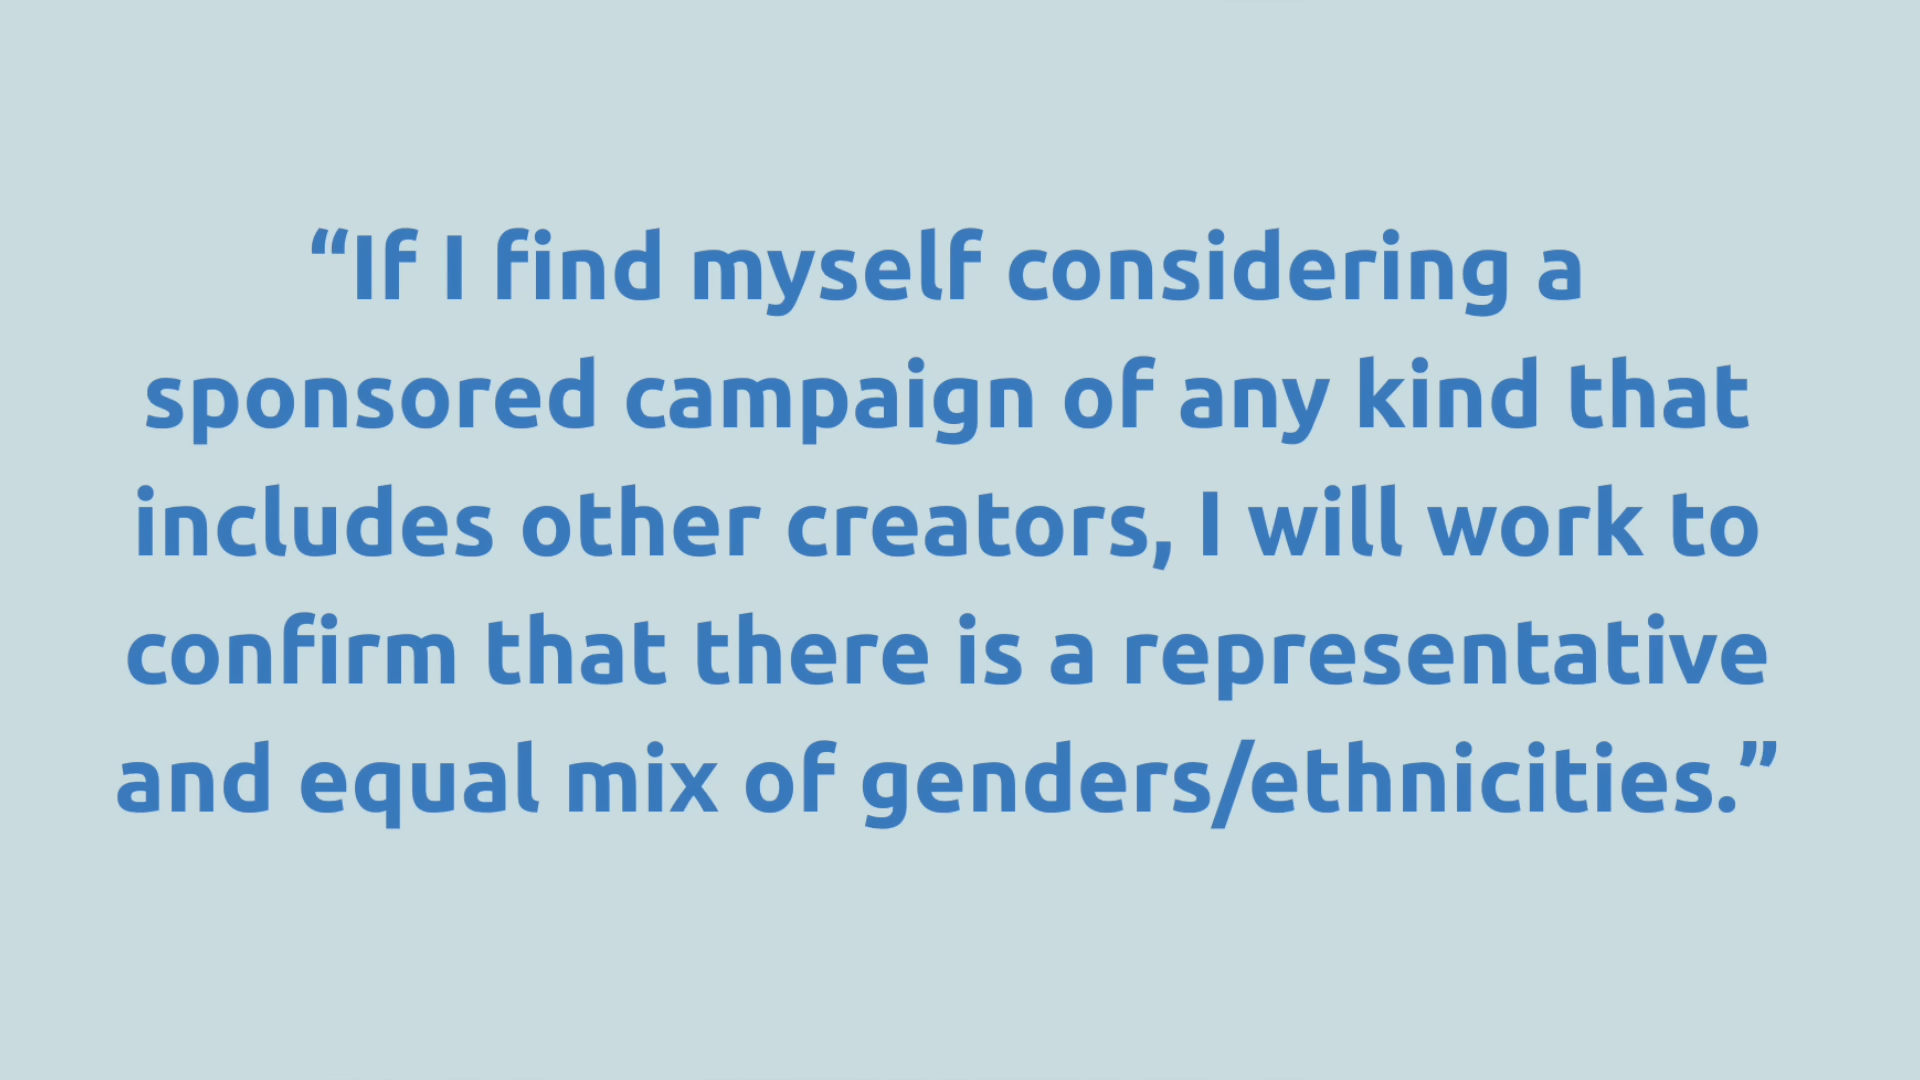 “If I find myself considering a
sponsored campaign of any kind that
includes other creators, I will work to
confirm that there is a representative
and equal mix of genders/ethnicities.”